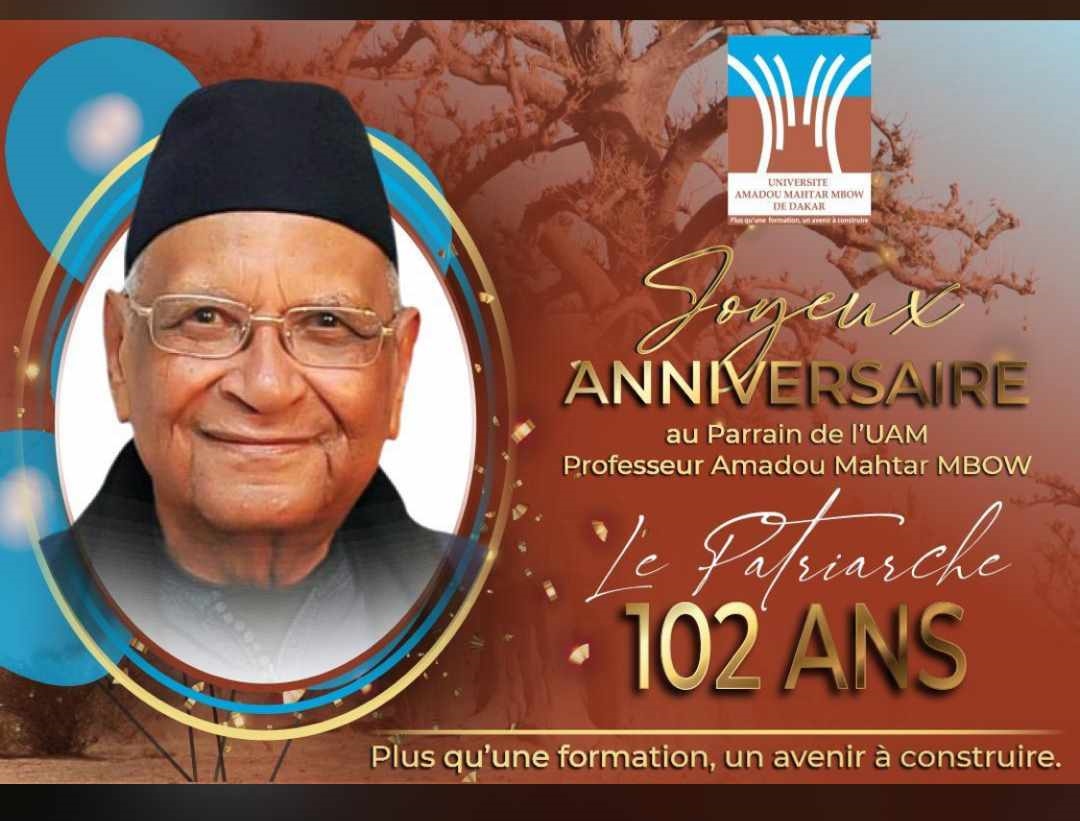 UNIVERSITE
AMADOU MAHTAR MBOW
DE DAKAR
Plus qu'une formation, un avenir à construire
Joyeux
ANNIVERSAIRE
au Parrain de l'UAM
Professeur Amadou Mahtar MBOW
Le Patriarche
102 ANS
Plus qu'une formation, un avenir à construire.